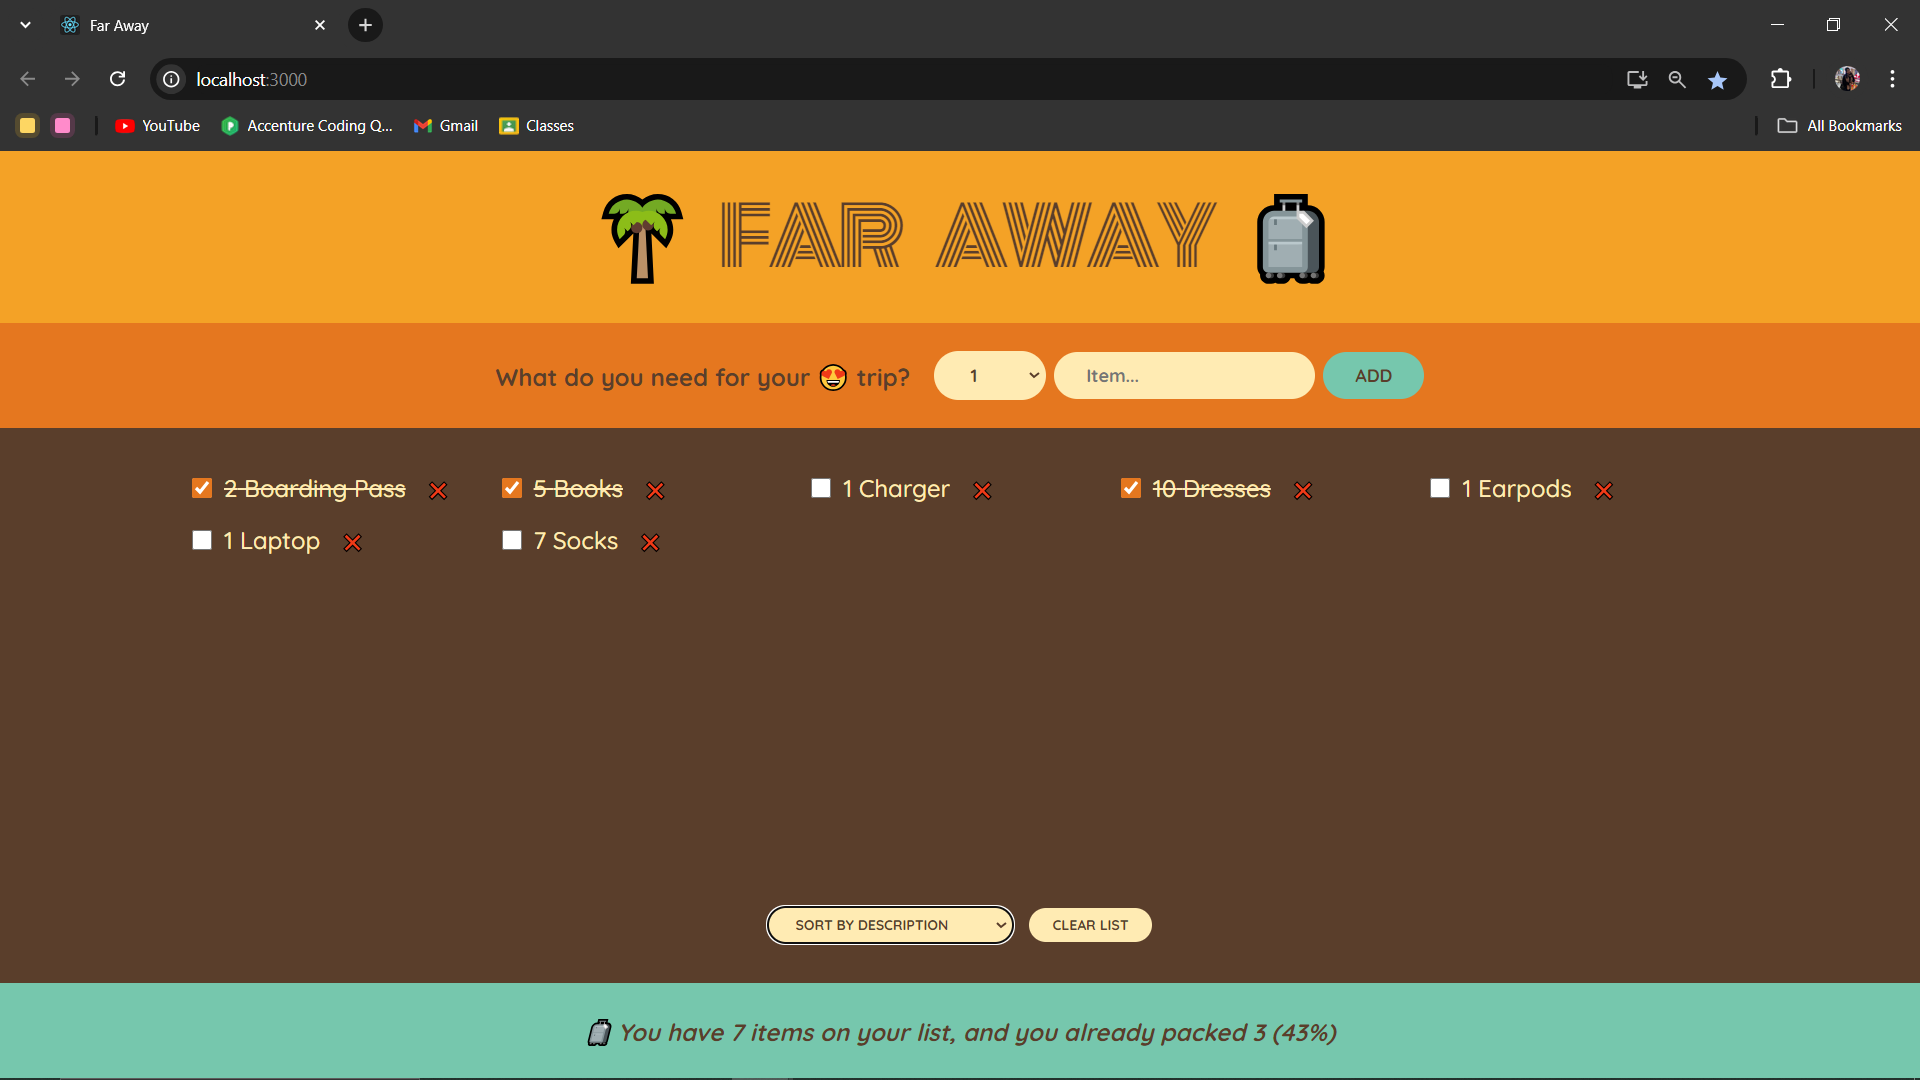 Far Away
localhost:3000
YouTube Accenture Coding Q... Gmail Classes All Bookmarks
🌴 FAR AWAY 🧳
What do you need for your 😍 trip? 1 Item... ADD
2 Boarding Pass ❌ 5 Books ❌ 1 Charger ❌ 10 Dresses ❌ 1 Earpods ❌
1 Laptop ❌ 7 Socks ❌
SORT BY DESCRIPTION CLEAR LIST
🧳 You have 7 items on your list, and you already packed 3 (43%)